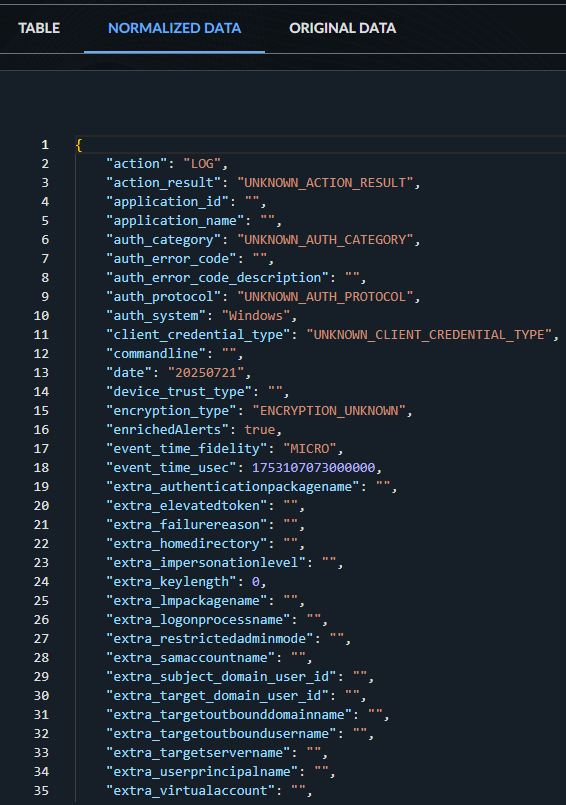 TABLE NORMALIZED DATA ORIGINAL DATA
1 {
2 "action": "LOG",
3 "action_result": "UNKNOWN_ACTION_RESULT",
4 "application_id": "",
5 "application_name": "",
6 "auth_category": "UNKNOWN_AUTH_CATEGORY",
7 "auth_error_code": "",
8 "auth_error_code_description": "",
9 "auth_protocol": "UNKNOWN_AUTH_PROTOCOL",
10 "auth_system": "Windows",
11 "client_credential_type": "UNKNOWN_CLIENT_CREDENTIAL_TYPE",
12 "commandline": "",
13 "date": "20250721",
14 "device_trust_type": "",
15 "encryption_type": "ENCRYPTION_UNKNOWN",
16 "enrichedAlerts": true,
17 "event_time_fidelity": "MICRO",
18 "event_time_usec": 1753107073000000,
19 "extra_authenticationpackagename": "",
20 "extra_elevatedtoken": "",
21 "extra_failurereason": "",
22 "extra_homedirectory": "",
23 "extra_impersonationlevel": "",
24 "extra_keylength": 0,
25 "extra_lmpackagename": "",
26 "extra_logonprocessname": "",
27 "extra_restrictedadminmode": "",
28 "extra_samaccountname": "",
29 "extra_subject_domain_user_id": "",
30 "extra_target_domain_user_id": "",
31 "extra_targetoutbounddomainname": "",
32 "extra_targetoutboundusername": "",
33 "extra_targetservername": "",
34 "extra_userprincipalname": "",
35 "extra_virtualaccount": "",